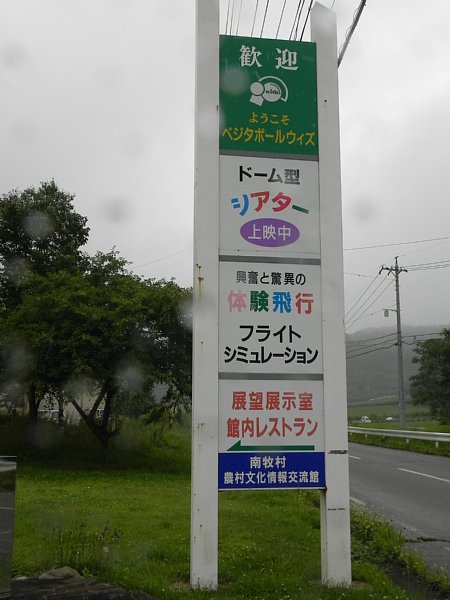 歓迎
with
ようこそ
ベジタボールウィズ
ドーム型
シアター
上映中
興奮と驚異の
体験飛行
フライト
シミュレーション
展望展示室
館内レストラン
南牧村
農村文化情報交流館